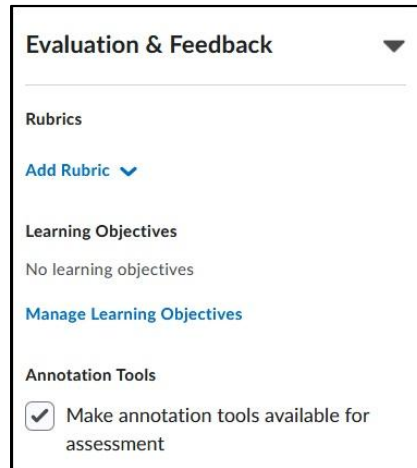 Evaluation & Feedback
Rubrics
Add Rubric
Learning Objectives
No learning objectives
Manage Learning Objectives
Annotation Tools
Make annotation tools available for
assessment